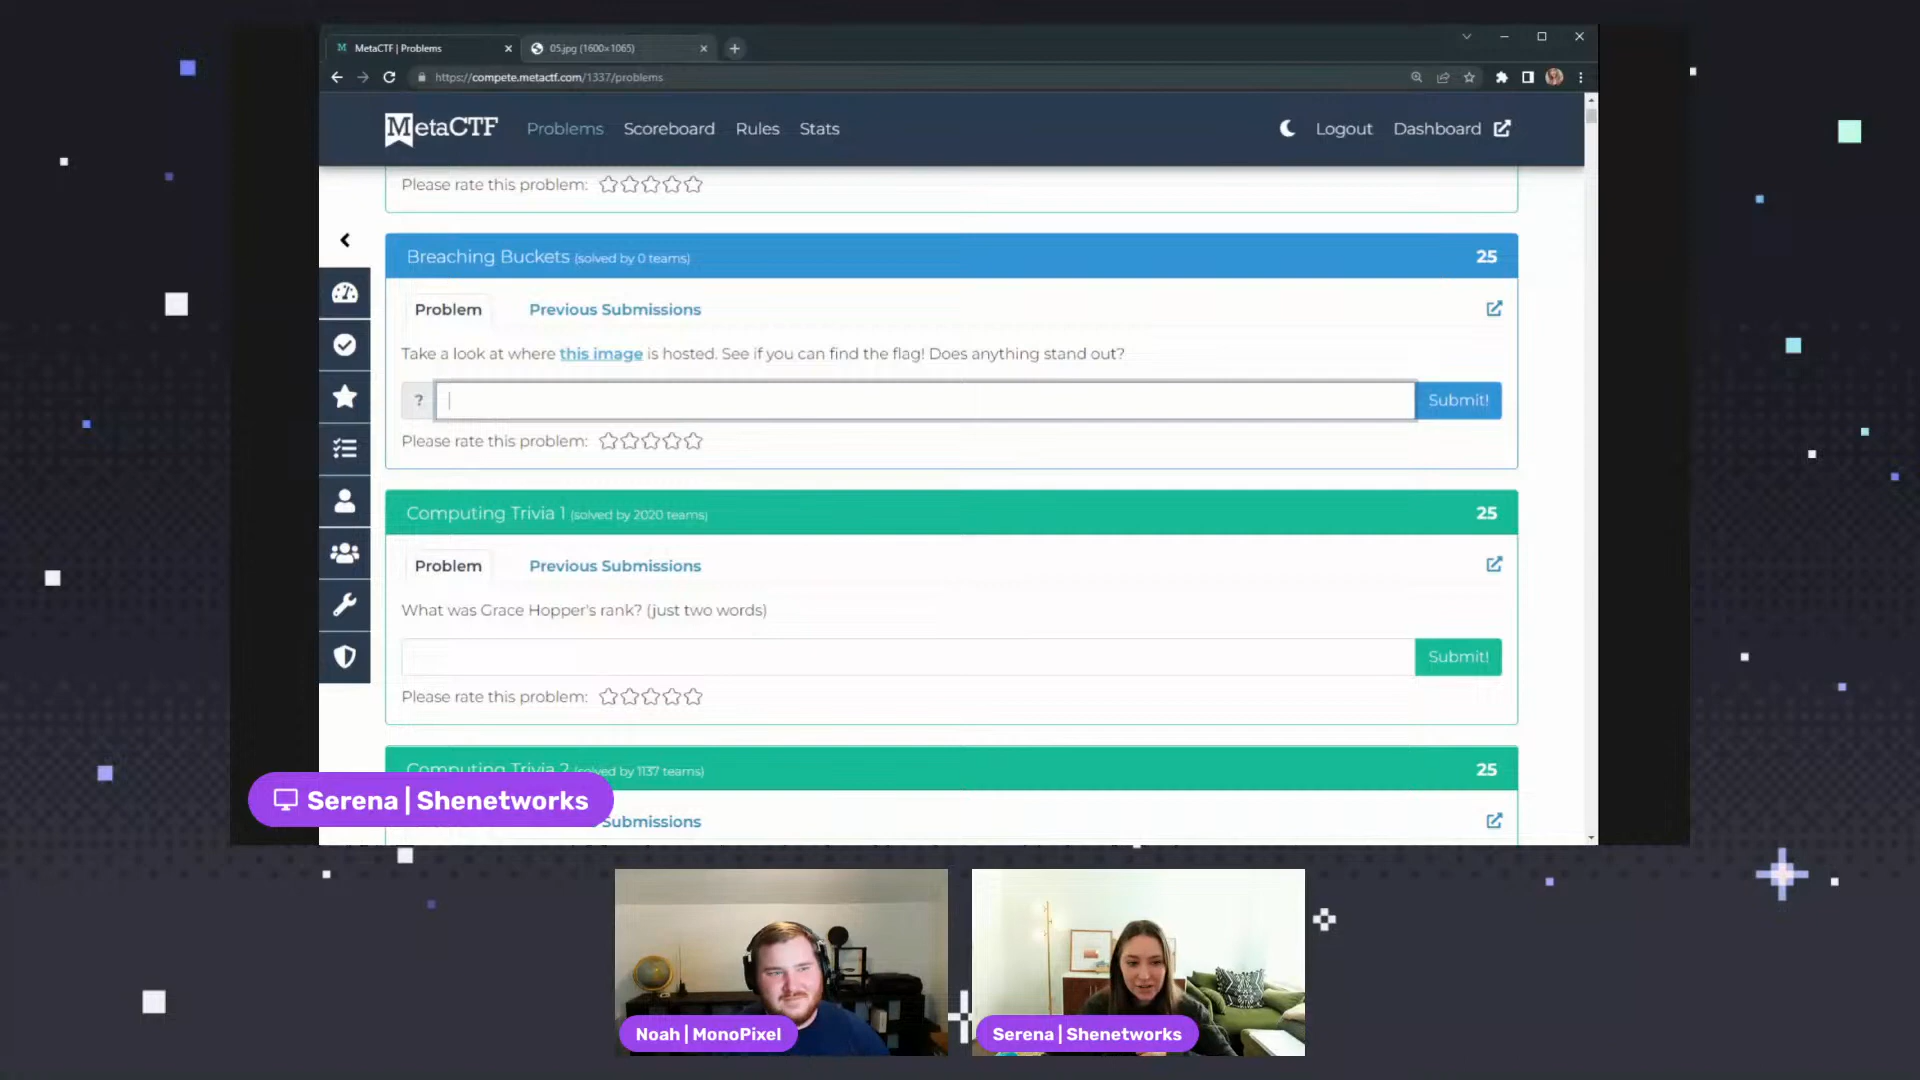 MetaCTF | Problems
05.jpg (1600×1065)
https://compete.metactf.com/1337/problems
MetaCTF
Problems
Scoreboard
Rules
Stats
Logout
Dashboard
Please rate this problem:
Breaching Buckets (solved by 0 teams)
25
Problem
Previous Submissions
Take a look at where this image is hosted. See if you can find the flag! Does anything stand out?
?
Submit!
Please rate this problem:
Computing Trivia 1 (solved by 2020 teams)
25
Problem
Previous Submissions
What was Grace Hopper's rank? (just two words)
Submit!
Please rate this problem:
Computing Trivia 2 (solved by 1137 teams)
25
Submissions
Serena | Shenetworks
Noah | MonoPixel
Serena | Shenetworks